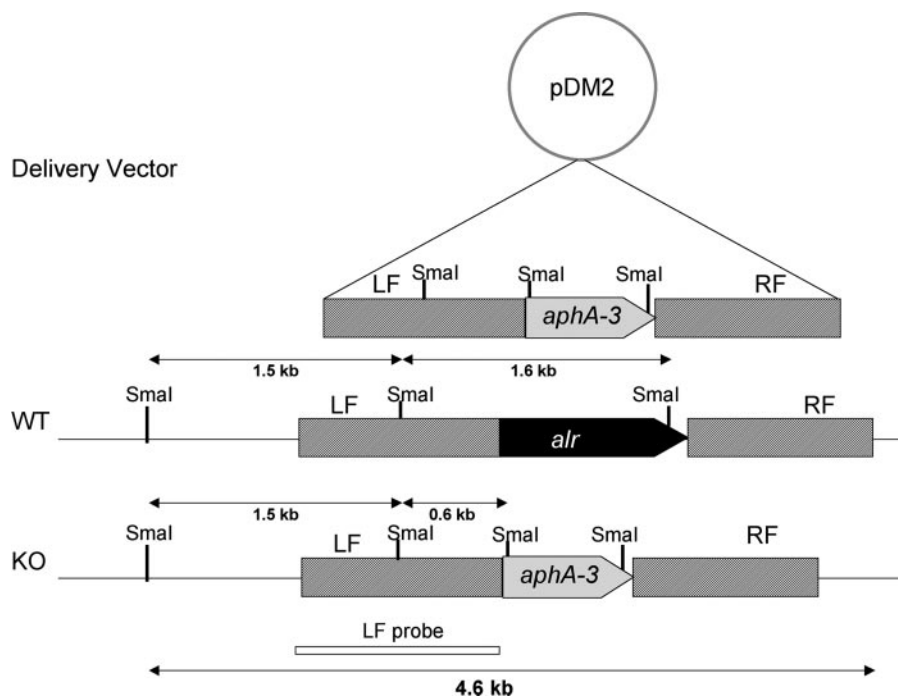 pDM2
Delivery Vector
LF SmaI SmaI SmaI RF
aphA-3
1.5 kb 1.6 kb
SmaI LF SmaI SmaI RF
WT
alr
1.5 kb 0.6 kb
SmaI LF SmaI SmaI SmaI RF
KO
aphA-3
LF probe
4.6 kb